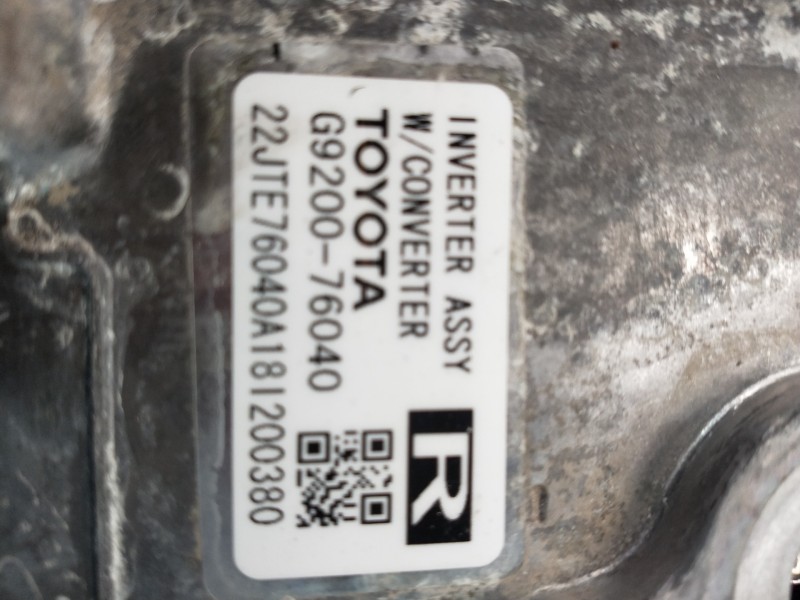 INVERTER ASSY
W/CONVERTER
TOYOTA
G9200-76040
22JTE76040A181200380
R